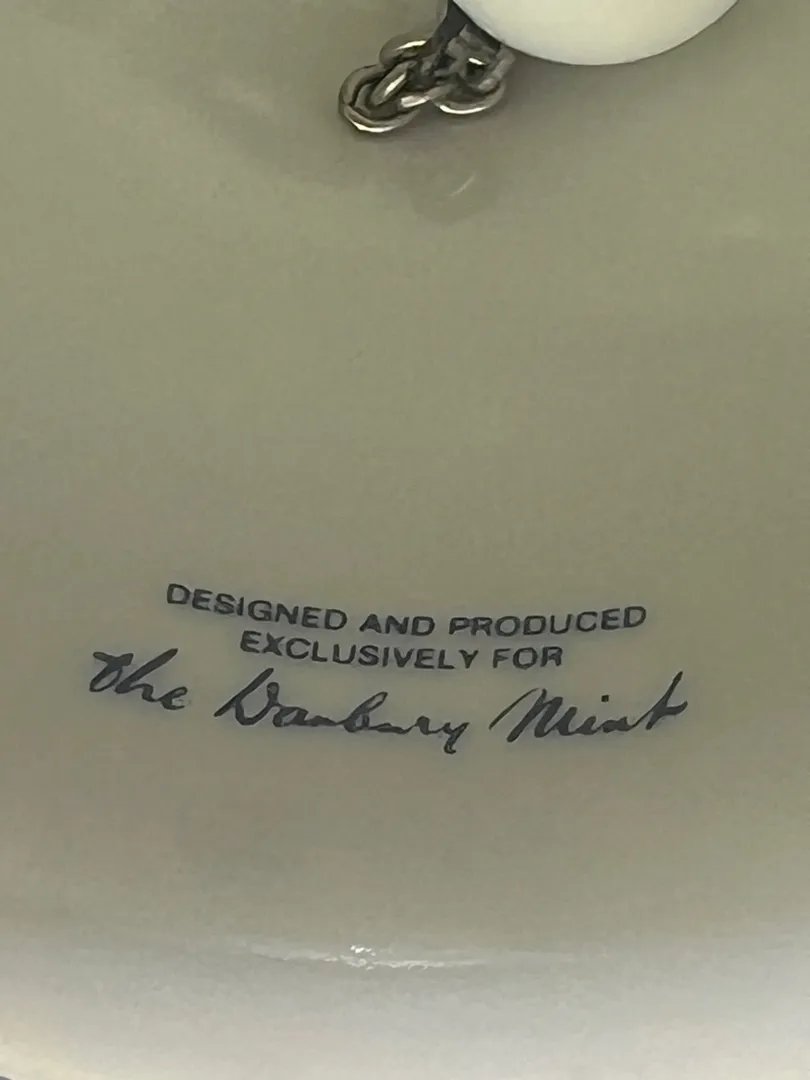 DESIGNED AND PRODUCED
EXCLUSIVELY FOR
The Danbury Mint